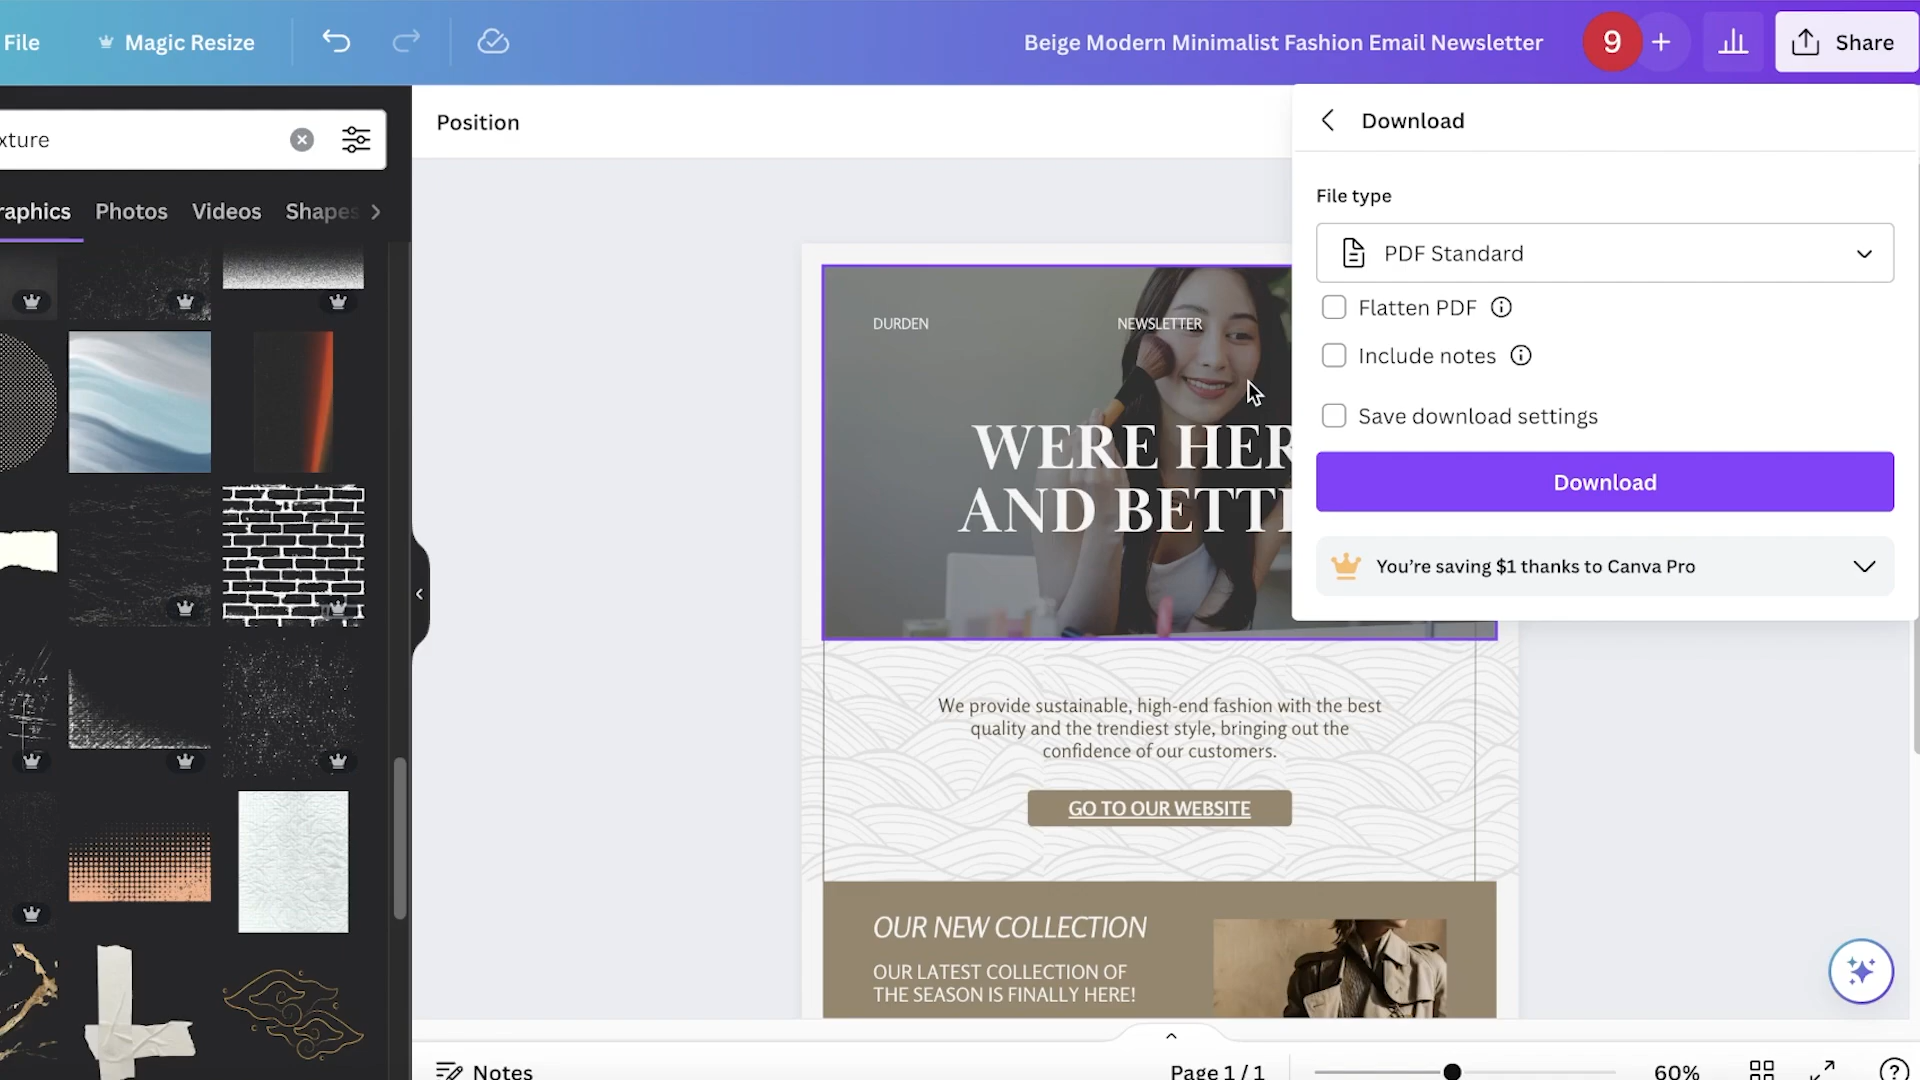 File
Magic Resize
Beige Modern Minimalist Fashion Email Newsletter
9
Share
xture
Position
Download
raphics
Photos
Videos
Shapes
File type
PDF Standard
Flatten PDF
Include notes
Save download settings
Download
You're saving $1 thanks to Canva Pro
DURDEN
NEWSLETTER
WERE HER
AND BETT
We provide sustainable, high-end fashion with the best
quality and the trendiest style, bringing out the
confidence of our customers.
GO TO OUR WEBSITE
OUR NEW COLLECTION
OUR LATEST COLLECTION OF
THE SEASON IS FINALLY HERE!
Notes
Page 1 / 1
60%